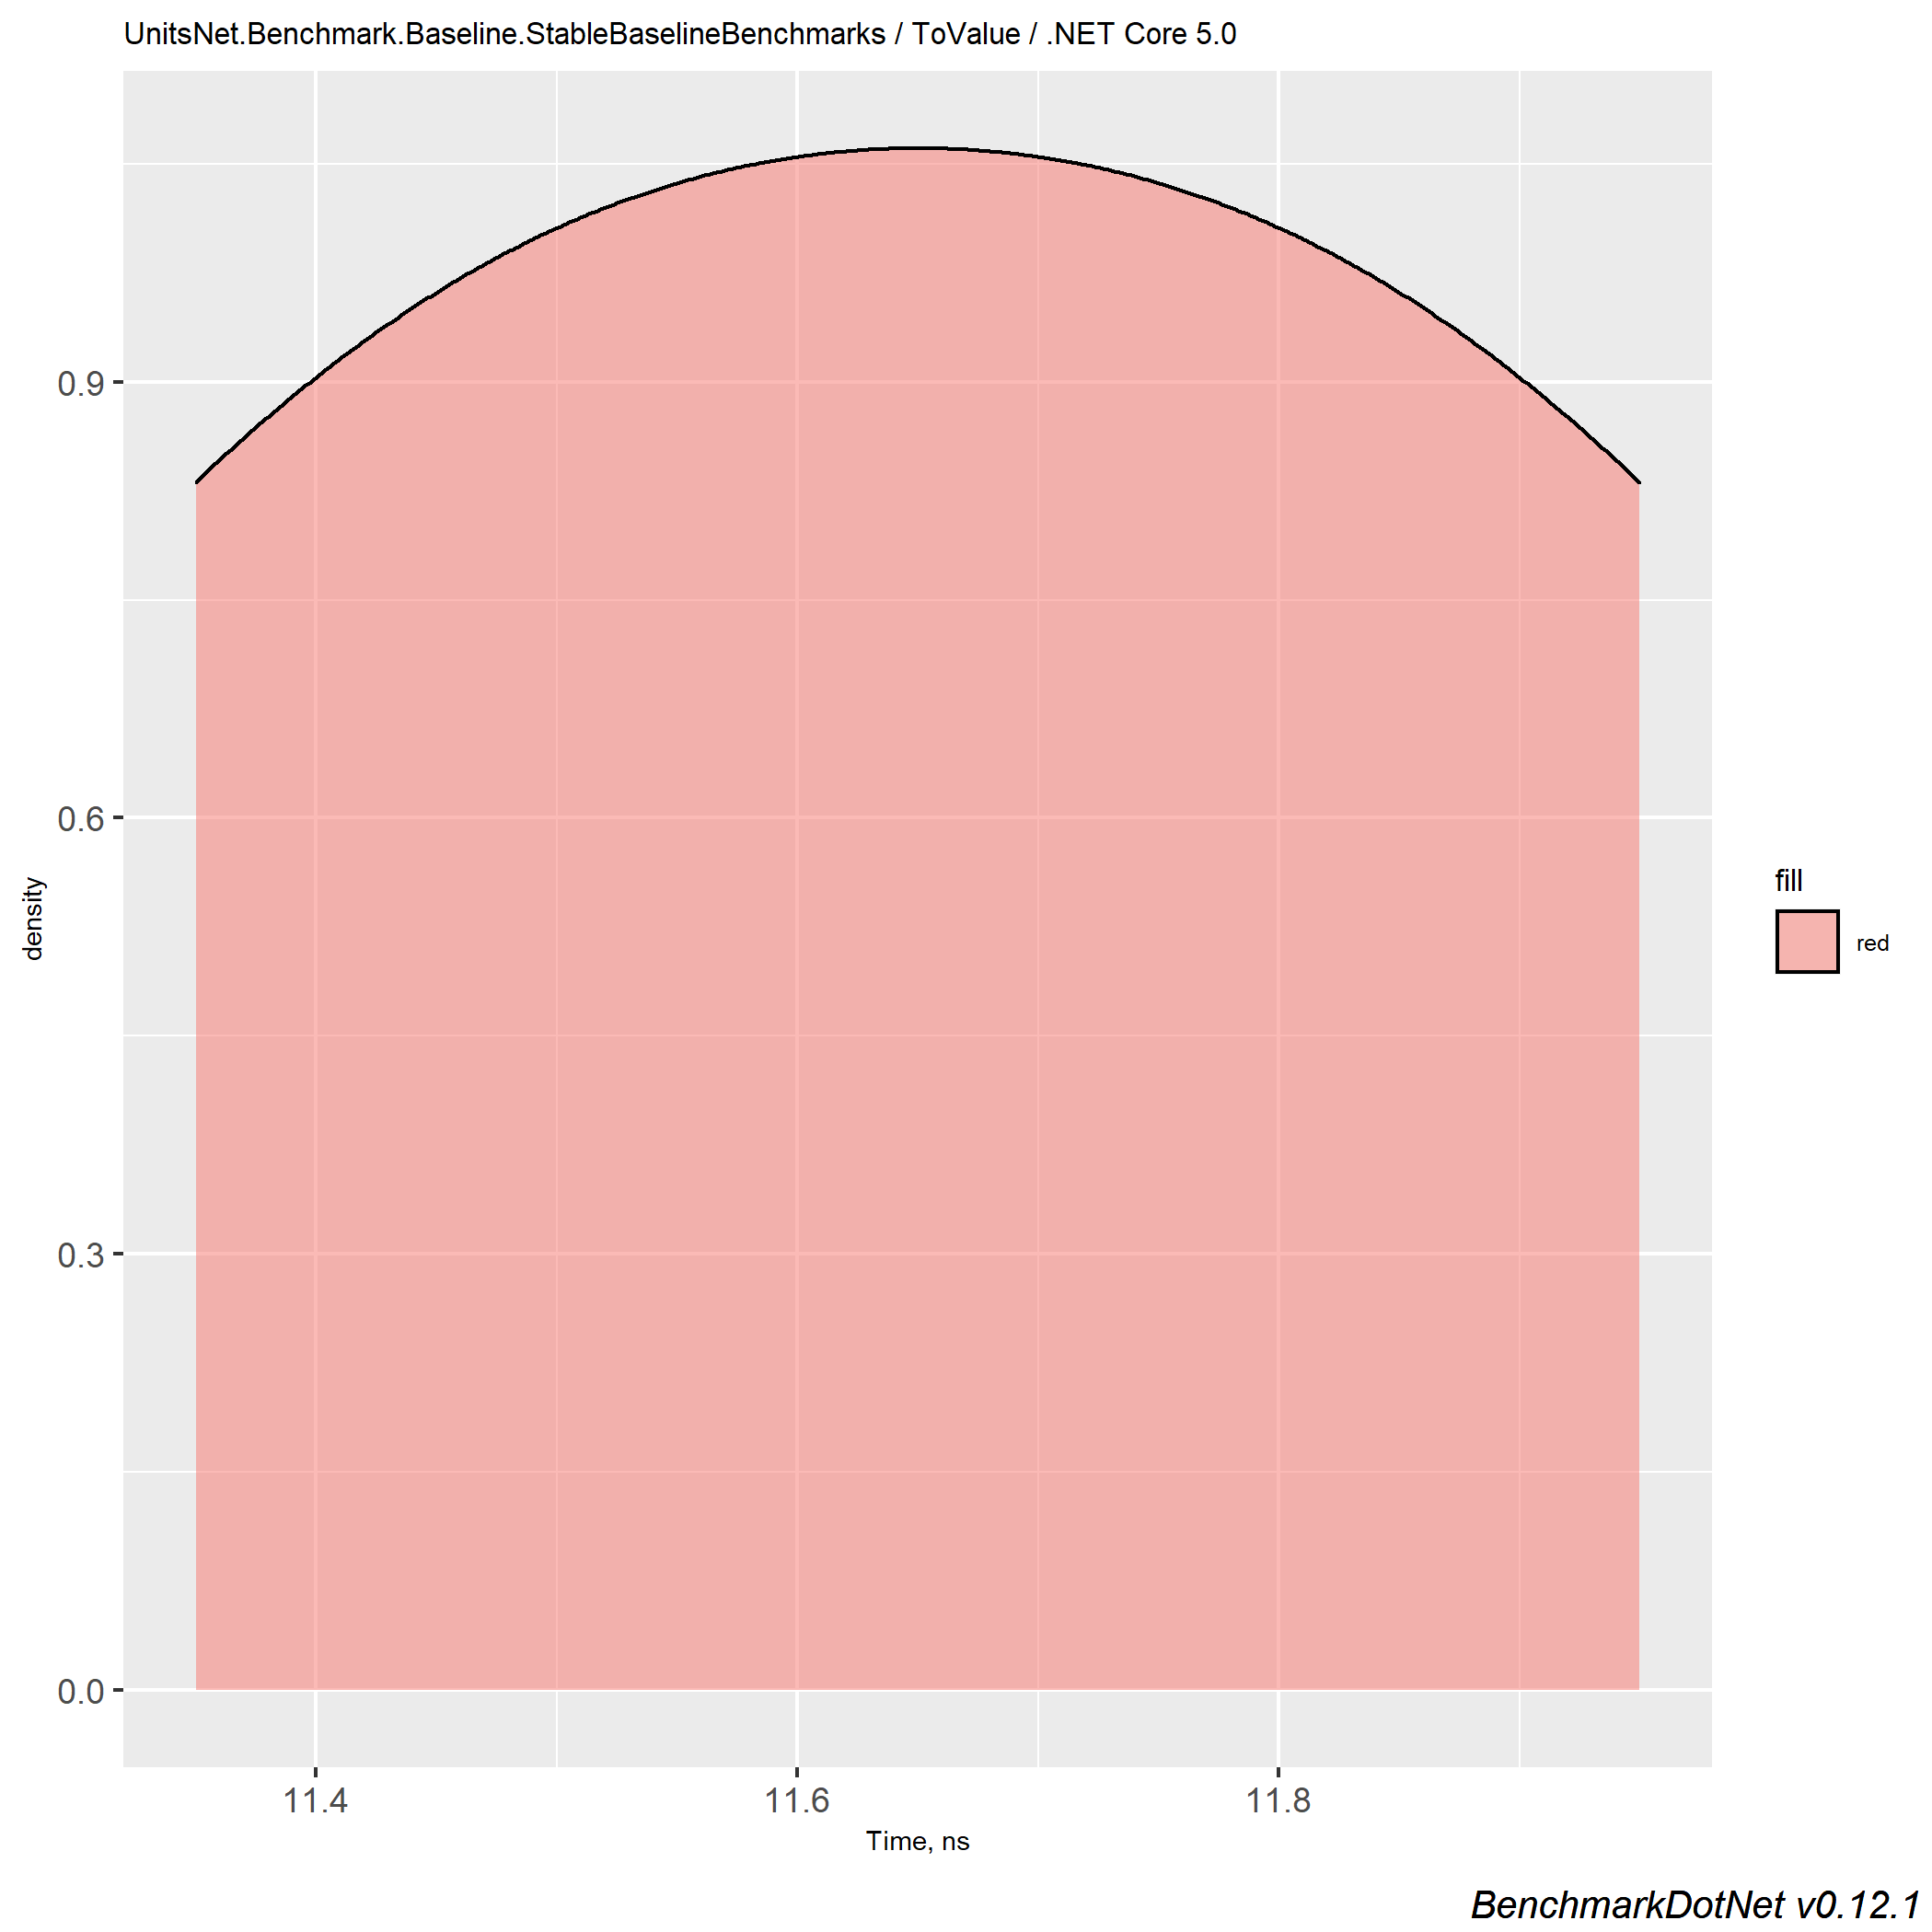 UnitsNet.Benchmark.Baseline.StableBaselineBenchmarks / ToValue / .NET Core 5.0
0.9
0.6
0.3
0.0
density
11.4 11.6 11.8
Time, ns
fill
red
BenchmarkDotNet v0.12.1